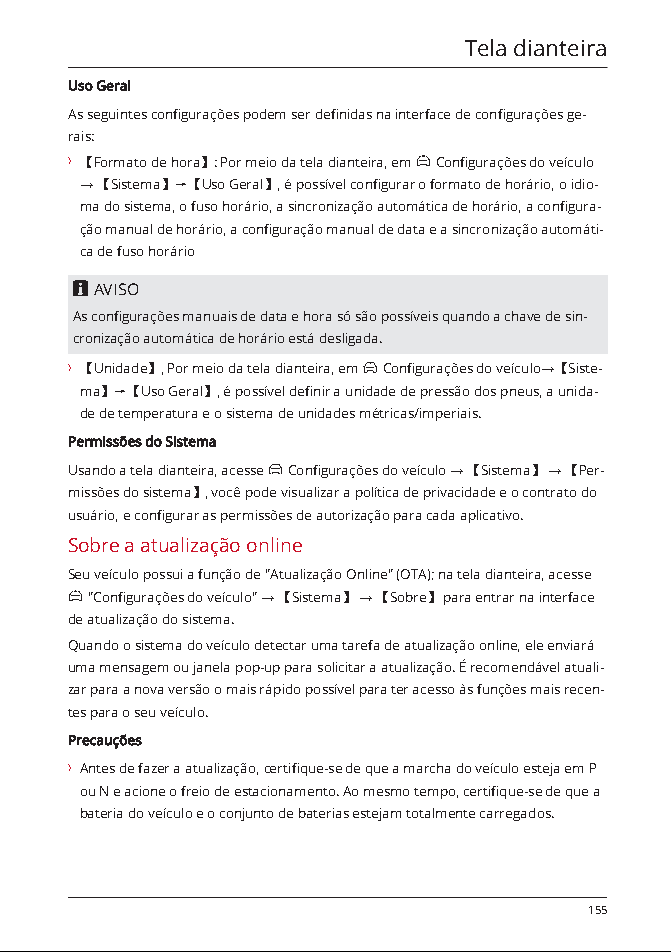 Tela dianteira
Uso Geral
As seguintes configurações podem ser definidas na interface de configurações ge-
rais:
› 【Formato de hora】: Por meio da tela dianteira, em Configurações do veículo
→ 【Sistema】→【Uso Geral】, é possível configurar o formato de horário, o idio-
ma do sistema, o fuso horário, a sincronização automática de horário, a configura-
ção manual de horário, a configuração manual de data e a sincronização automáti-
ca de fuso horário
AVISO
As configurações manuais de data e hora só são possíveis quando a chave de sin-
cronização automática de horário está desligada.
› 【Unidade】, Por meio da tela dianteira, em Configurações do veículo→【Siste-
ma】→【Uso Geral】, é possível definir a unidade de pressão dos pneus, a unida-
de de temperatura e o sistema de unidades métricas/imperiais.
Permissões do Sistema
Usando a tela dianteira, acesse Configurações do veículo → 【Sistema】 → 【Per-
missões do sistema】, você pode visualizar a política de privacidade e o contrato do
usuário, e configurar as permissões de autorização para cada aplicativo.
Sobre a atualização online
Seu veículo possui a função de "Atualização Online" (OTA); na tela dianteira, acesse
"Configurações do veículo" → 【Sistema】 → 【Sobre】 para entrar na interface
de atualização do sistema.
Quando o sistema do veículo detectar uma tarefa de atualização online, ele enviará
uma mensagem ou janela pop-up para solicitar a atualização. É recomendável atuali-
zar para a nova versão o mais rápido possível para ter acesso às funções mais recen-
tes para o seu veículo.
Precauções
› Antes de fazer a atualização, certifique-se de que a marcha do veículo esteja em P
ou N e acione o freio de estacionamento. Ao mesmo tempo, certifique-se de que a
bateria do veículo e o conjunto de baterias estejam totalmente carregados.
155